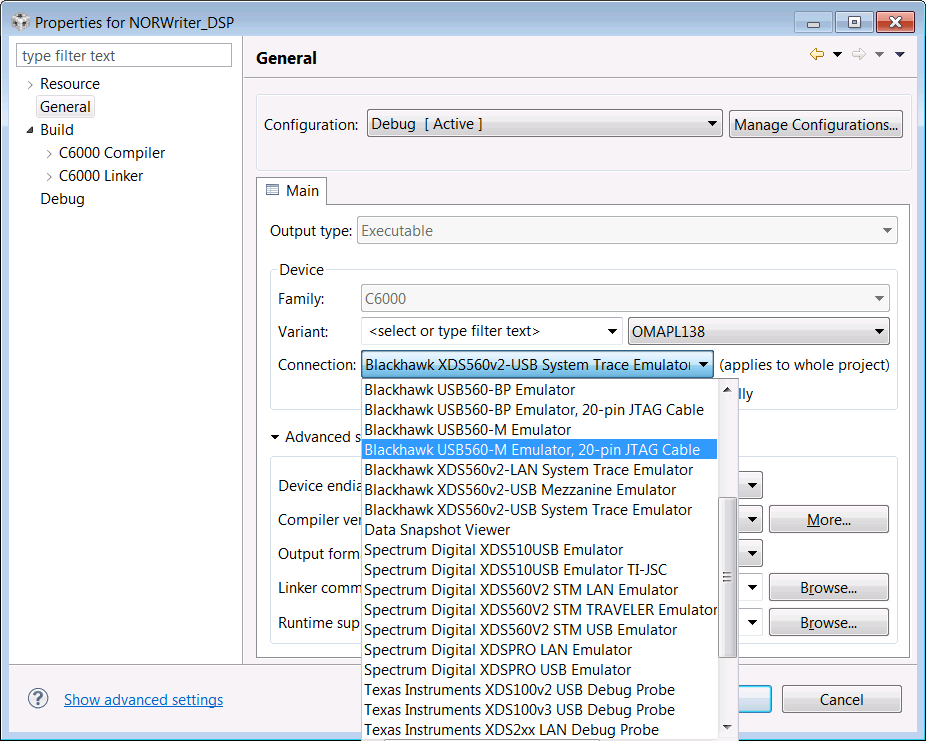 Properties for NORWriter_DSP
type filter text
Resource
General
Build
C6000 Compiler
C6000 Linker
Debug
General
Configuration: Debug [ Active ] Manage Configurations...
Main
Output type: Executable
Device
Family: C6000
Variant: <select or type filter text> OMAPL138
Connection: Blackhawk XDS560v2-USB System Trace Emulator (applies to whole project)
Blackhawk USB560-BP Emulator
lly
Blackhawk USB560-BP Emulator, 20-pin JTAG Cable
Blackhawk USB560-M Emulator
Advanced s
Blackhawk USB560-M Emulator, 20-pin JTAG Cable
Blackhawk XDS560v2-LAN System Trace Emulator
Device endia
Blackhawk XDS560v2-USB Mezzanine Emulator
Blackhawk XDS560v2-USB System Trace Emulator
Compiler ver
More...
Data Snapshot Viewer
Spectrum Digital XDS510USB Emulator
Output forma
Spectrum Digital XDS510USB Emulator TI-JSC
Linker comm
Spectrum Digital XDS560V2 STM LAN Emulator
Browse...
Spectrum Digital XDS560V2 STM TRAVELER Emulator
Runtime sup
Spectrum Digital XDS560V2 STM USB Emulator
Browse...
Spectrum Digital XDSPRO LAN Emulator
Spectrum Digital XDSPRO USB Emulator
Texas Instruments XDS100v2 USB Debug Probe
Texas Instruments XDS100v3 USB Debug Probe
Texas Instruments XDS2xx LAN Debug Probe
Show advanced settings
Cancel